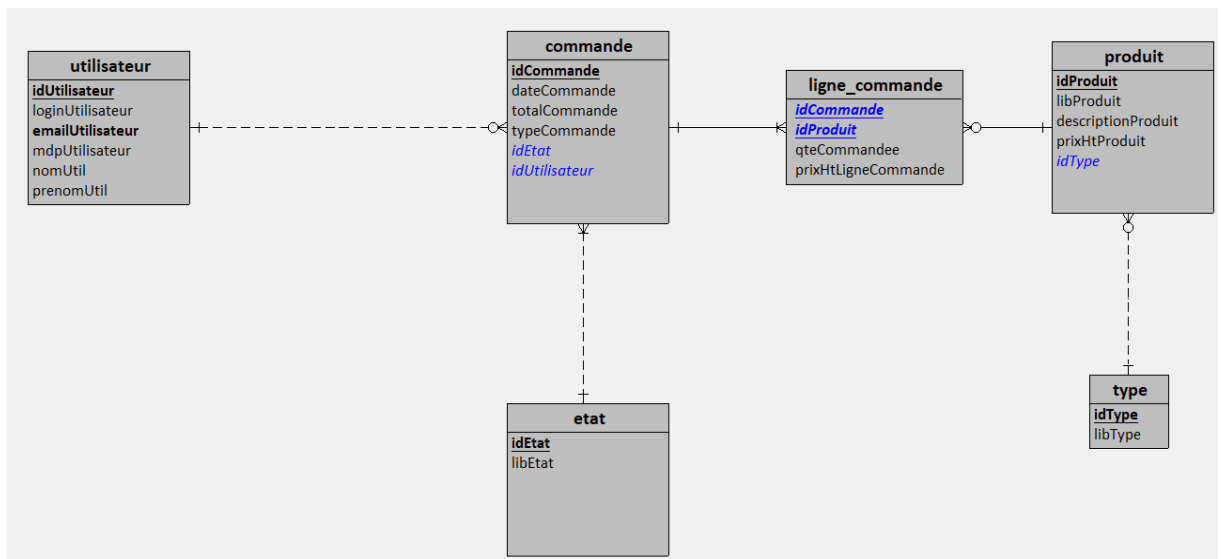 utilisateur
idUtilisateur
loginUtilisateur
emailUtilisateur
mdpUtilisateur
nomUtil
prenomUtil
commande
idCommande
dateCommande
totalCommande
typeCommande
idEtat
idUtilisateur
ligne_commande
idCommande
idProduit
qteCommandee
prixHtLigneCommande
produit
idProduit
libProduit
descriptionProduit
prixHtProduit
idType
etat
idEtat
libEtat
type
idType
libType